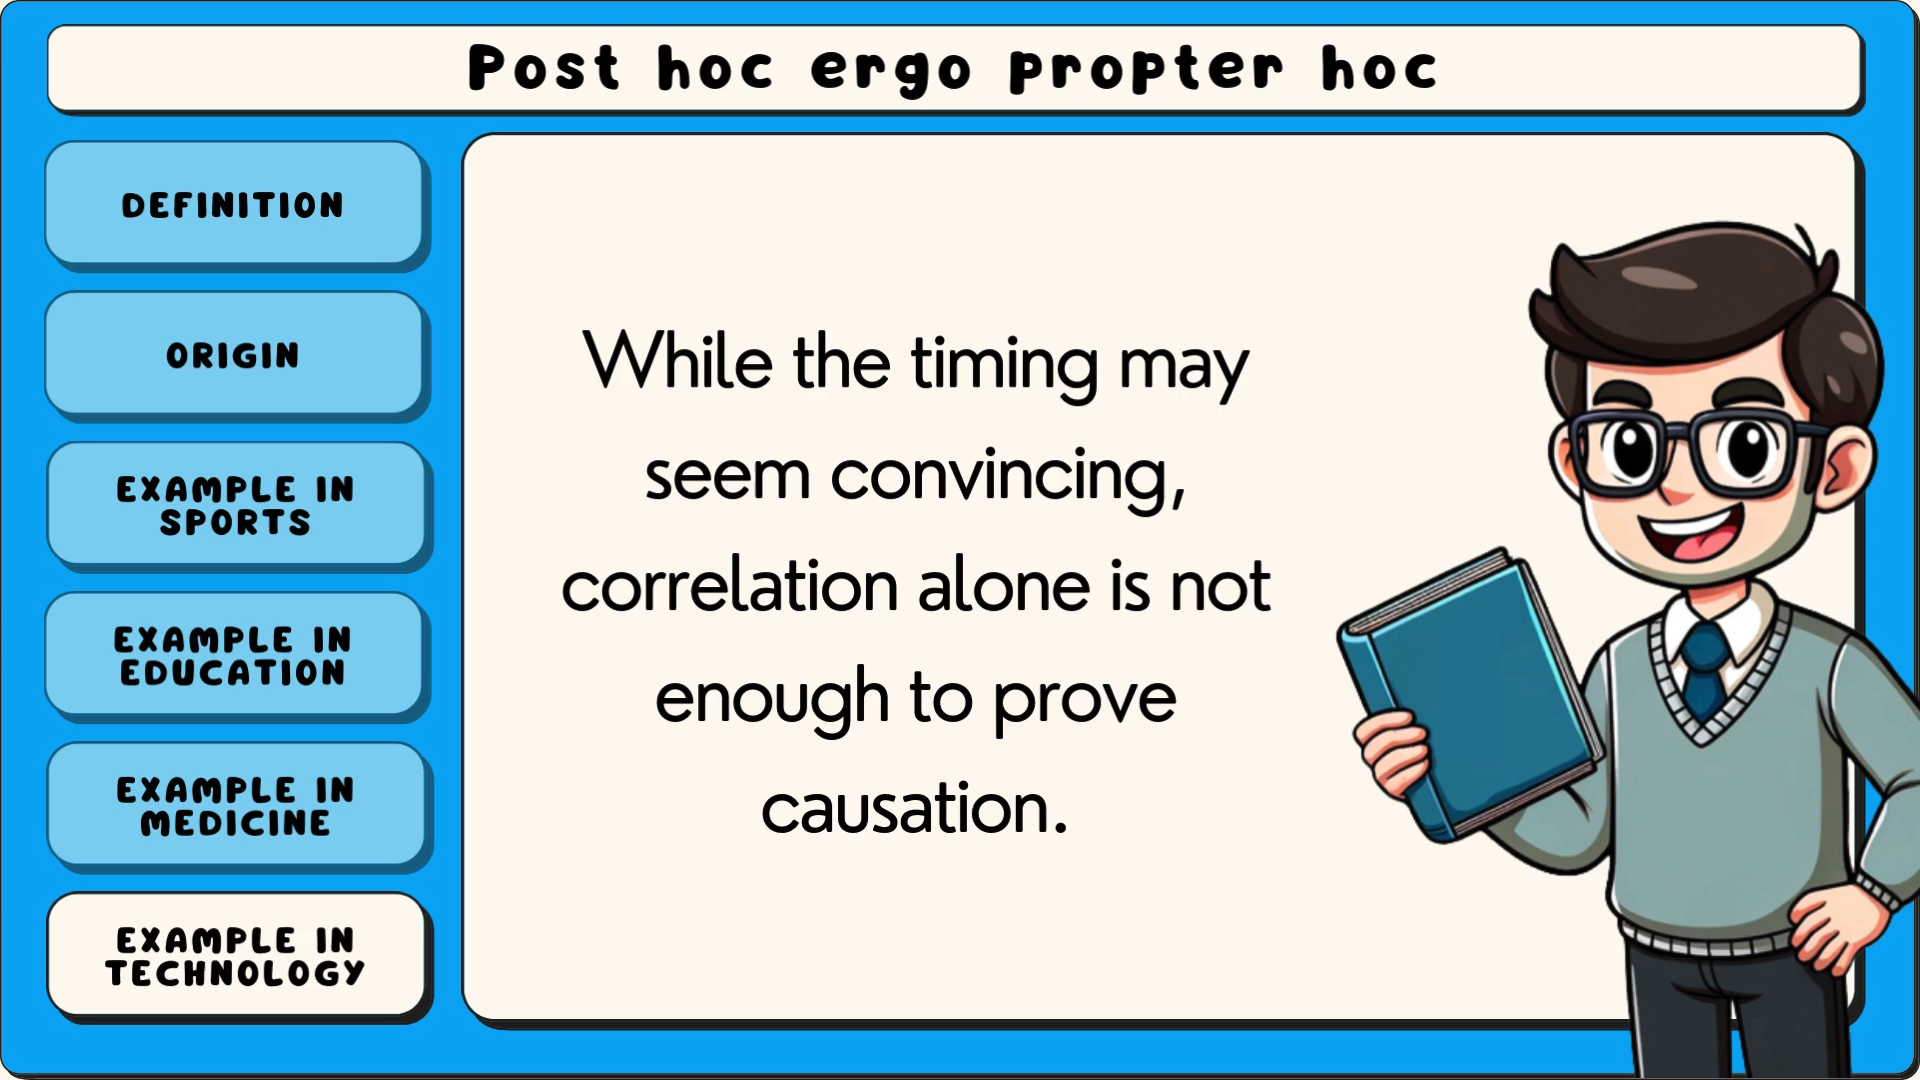 Post hoc ergo propter hoc
DEFINITION
ORIGIN
EXAMPLE IN
SPORTS
EXAMPLE IN
EDUCATION
EXAMPLE IN
MEDICINE
EXAMPLE IN
TECHNOLOGY
While the timing may
seem convincing,
correlation alone is not
enough to prove
causation.